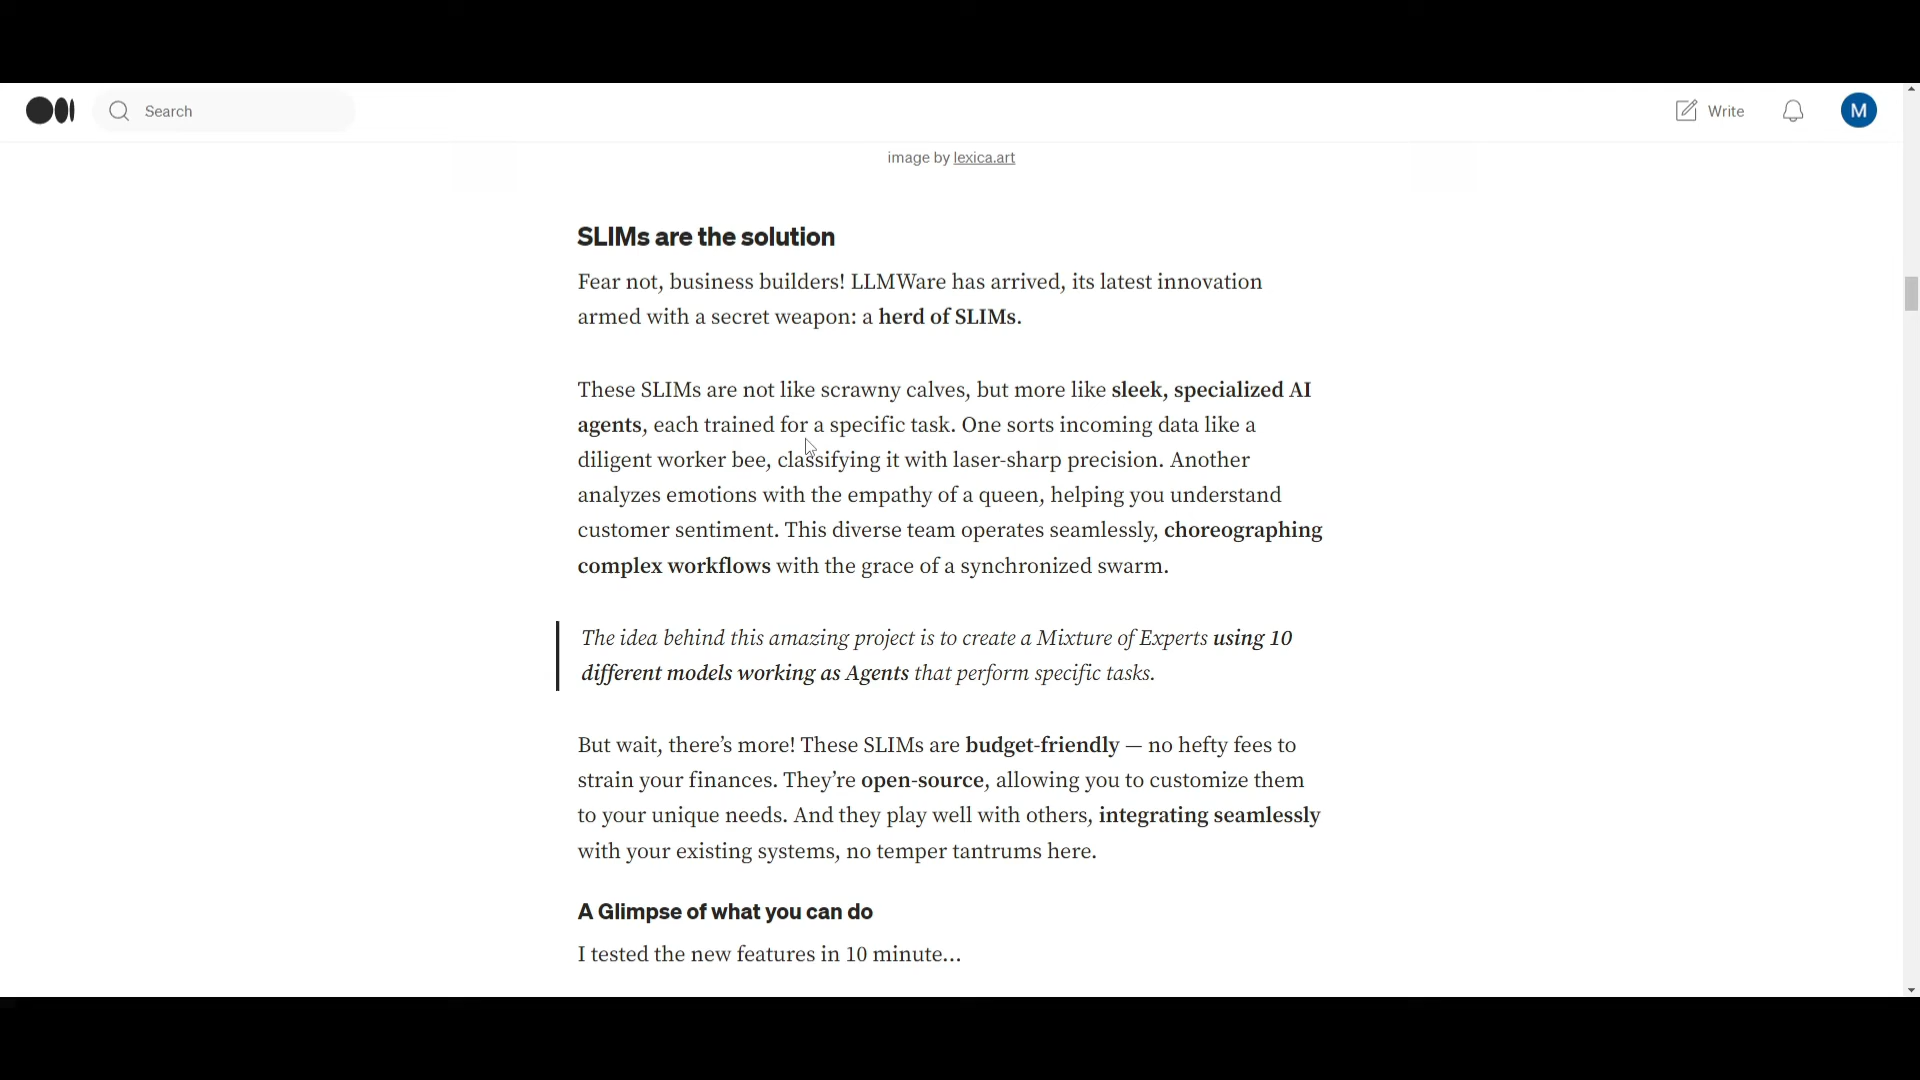 Search
Write
M
image by lexica.art
SLIMs are the solution
Fear not, business builders! LLMWare has arrived, its latest innovation
armed with a secret weapon: a herd of SLIMs.
These SLIMs are not like scrawny calves, but more like sleek, specialized AI
agents, each trained for a specific task. One sorts incoming data like a
diligent worker bee, classifying it with laser-sharp precision. Another
analyzes emotions with the empathy of a queen, helping you understand
customer sentiment. This diverse team operates seamlessly, choreographing
complex workflows with the grace of a synchronized swarm.
The idea behind this amazing project is to create a Mixture of Experts using 10
different models working as Agents that perform specific tasks.
But wait, there’s more! These SLIMs are budget-friendly — no hefty fees to
strain your finances. They’re open-source, allowing you to customize them
to your unique needs. And they play well with others, integrating seamlessly
with your existing systems, no temper tantrums here.
A Glimpse of what you can do
I tested the new features in 10 minute…